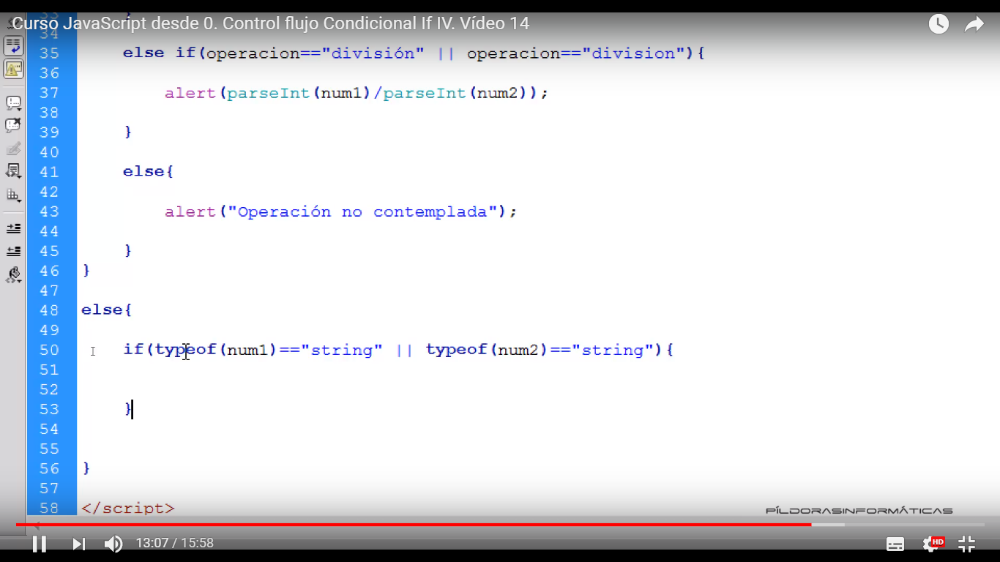 Curso JavaScript desde 0. Control flujo Condicional If IV. Vídeo 14
33 }
34
35 else if(operacion=="división" || operacion=="division"){
36
37 alert(parseInt(num1)/parseInt(num2));
38
39 }
40
41 else{
42
43 alert("Operación no contemplada");
44
45 }
46 }
47
48 else{
49
50 if(typeof(num1)=="string" || typeof(num2)=="string"){
51
52
53 }
54
55
56 }
57
58 </script>
PÍLDORASINFORMÁTICAS
13:07 / 15:58
HD